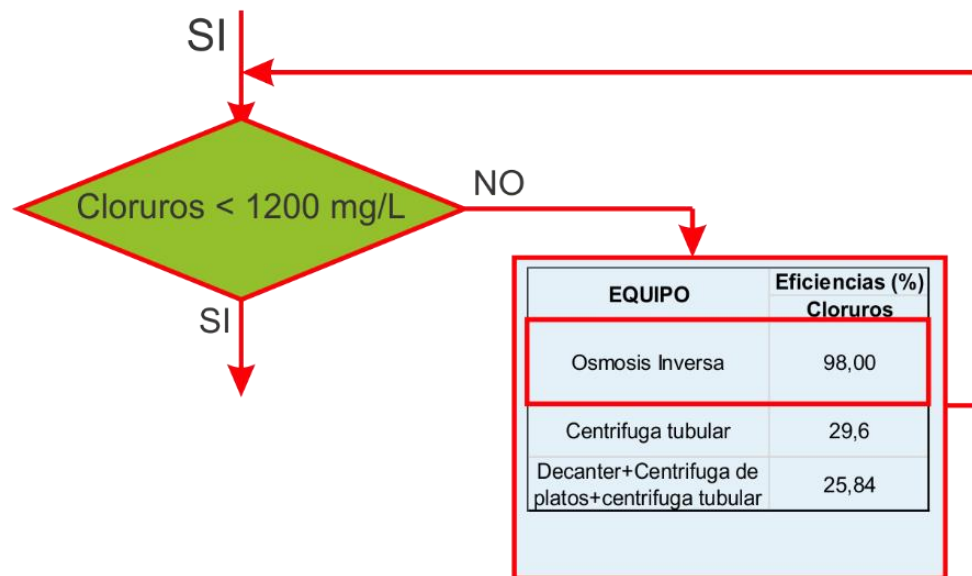 SI
Cloruros < 1200 mg/L
NO
SI
EQUIPO
Eficiencias (%)
Cloruros
Osmosis Inversa
98,00
Centrifuga tubular
29,6
Decanter+Centrifuga de
platos+centrifuga tubular
25,84